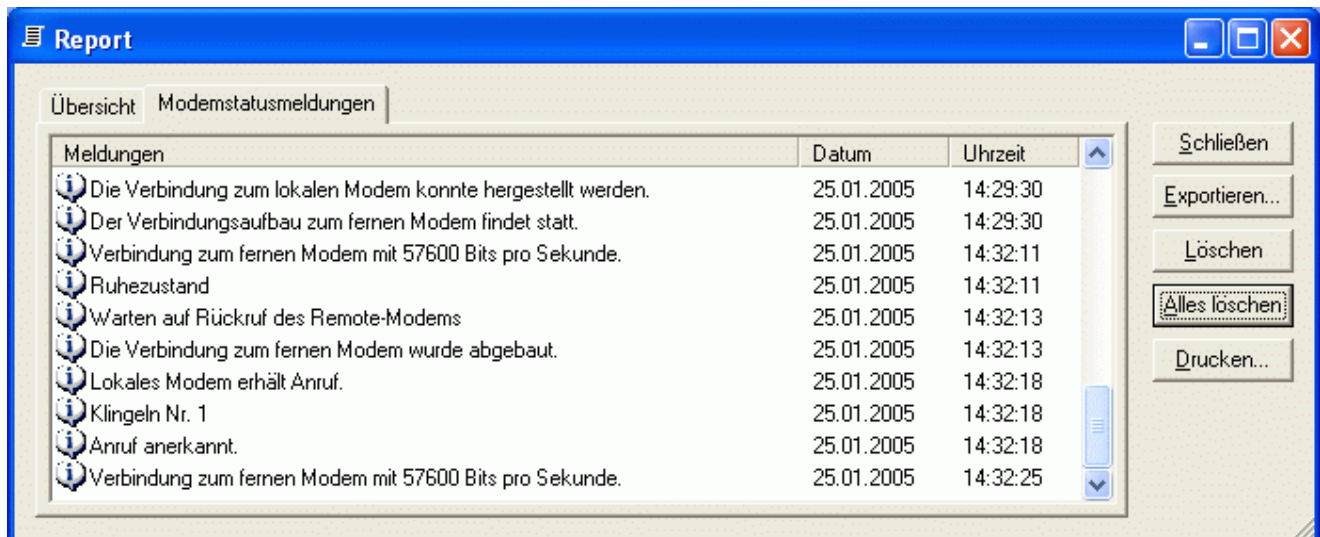 Report
Übersicht Modemstatusmeldungen
Meldungen Datum Uhrzeit
Die Verbindung zum lokalen Modem konnte hergestellt werden. 25.01.2005 14:29:30
Der Verbindungsaufbau zum fernen Modem findet statt. 25.01.2005 14:29:30
Verbindung zum fernen Modem mit 57600 Bits pro Sekunde. 25.01.2005 14:32:11
Ruhezustand 25.01.2005 14:32:11
Warten auf Rückruf des Remote-Modems 25.01.2005 14:32:13
Die Verbindung zum fernen Modem wurde abgebaut. 25.01.2005 14:32:13
Lokales Modem erhält Anruf. 25.01.2005 14:32:18
Klingeln Nr. 1 25.01.2005 14:32:18
Anruf anerkannt. 25.01.2005 14:32:18
Verbindung zum fernen Modem mit 57600 Bits pro Sekunde. 25.01.2005 14:32:25
Schließen
Exportieren...
Löschen
Alles löschen
Drucken...